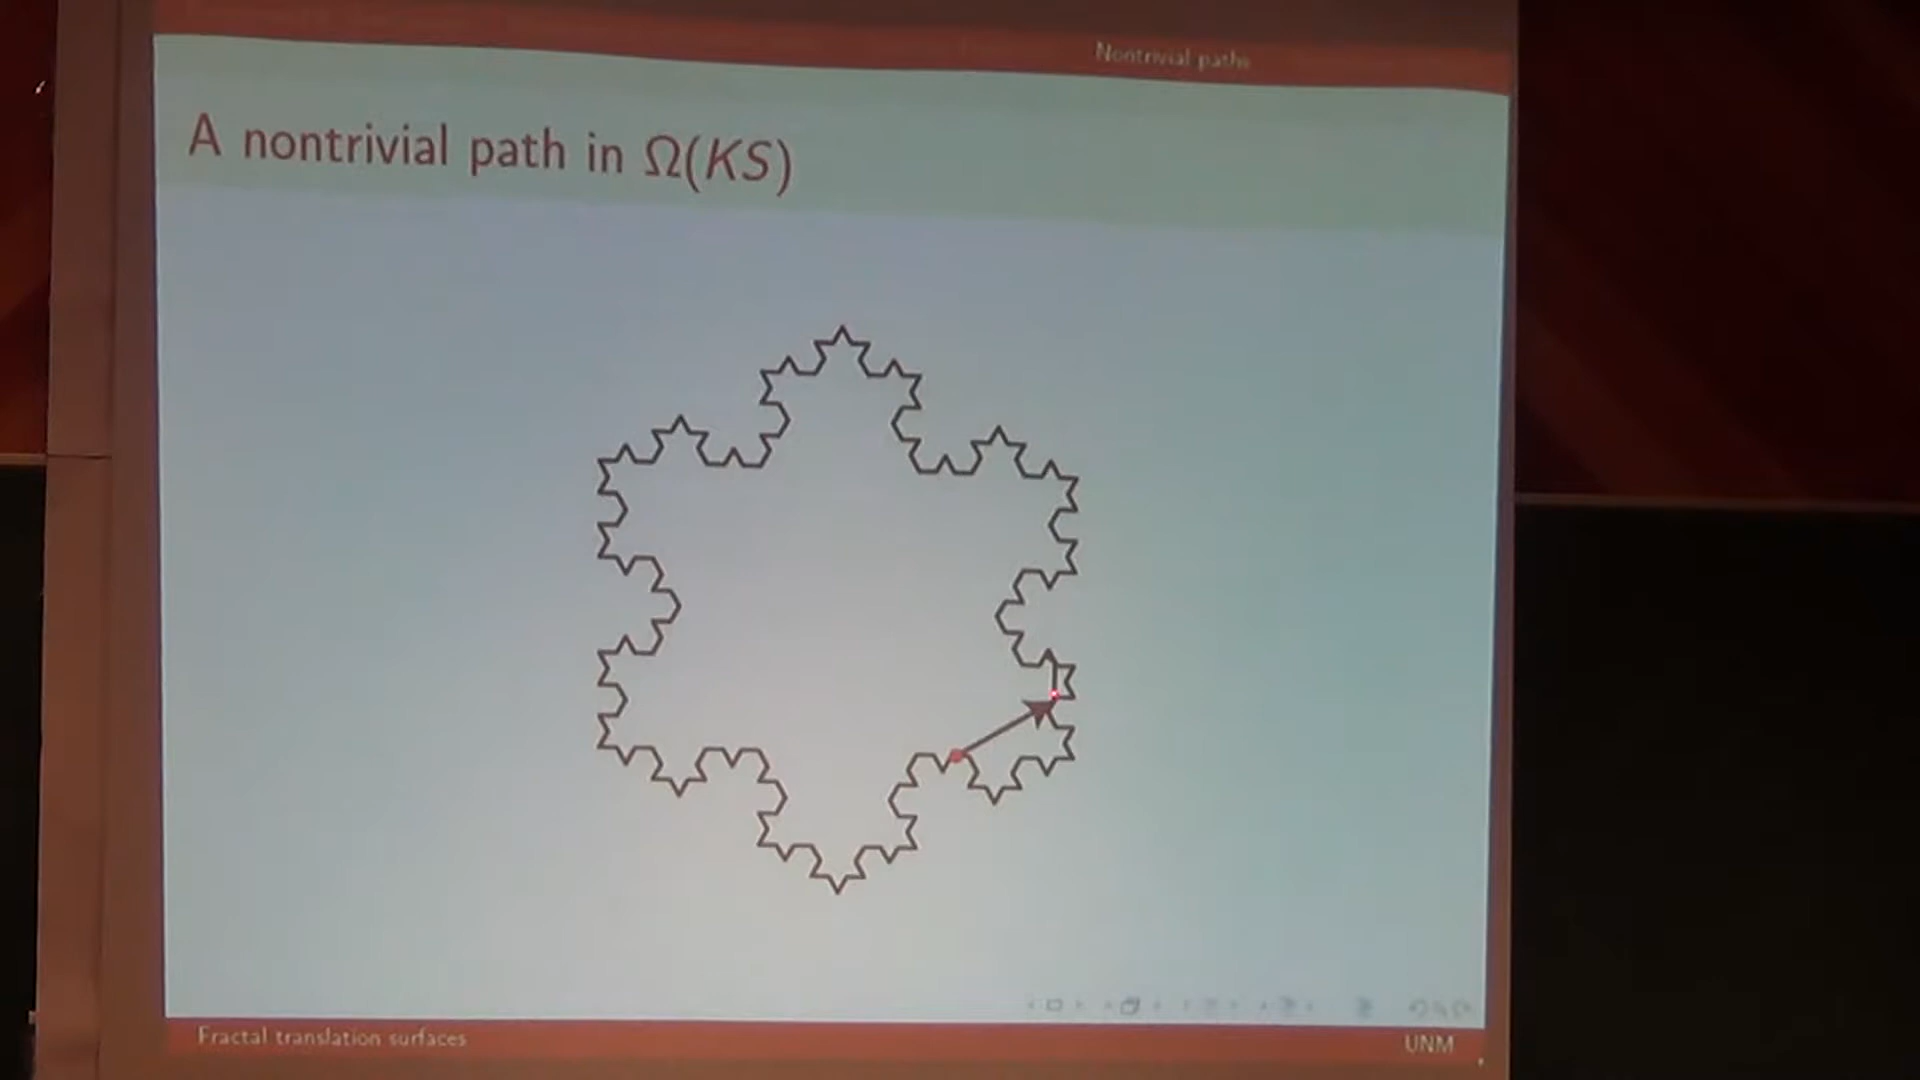 Nontrivial paths
A nontrivial path in Ω(KS)
Fractal translation surfaces
UNM